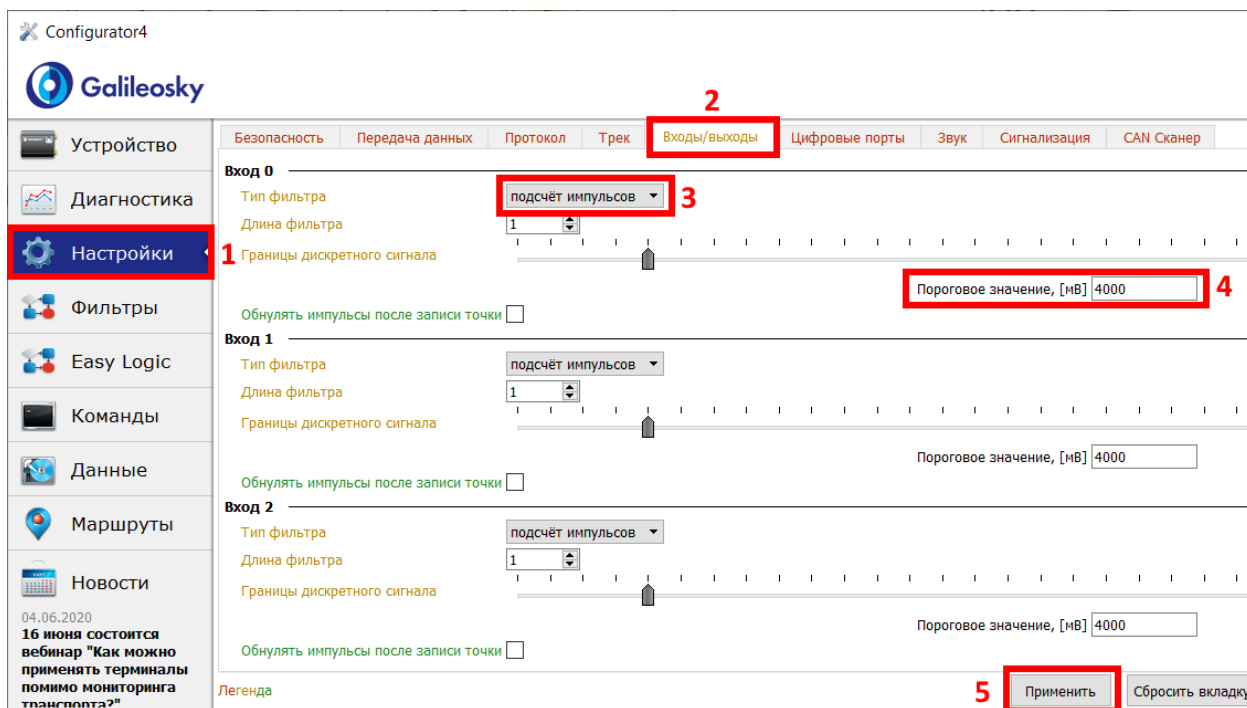 Configurator4
Galileosky
2
Устройство
Диагностика
Настройки
1
Фильтры
Easy Logic
Команды
Данные
Маршруты
Новости
04.06.2020
16 июня состоится
вебинар "Как можно
применять терминалы
помимо мониторинга
транспорта?"
Безопасность Передача данных Протокол Трек Входы/выходы Цифровые порты Звук Сигнализация CAN Сканер
Вход 0
Тип фильтра подсчёт импульсов 3
Длина фильтра 1
Границы дискретного сигнала
Пороговое значение, [мВ] 4000 4
Обнулять импульсы после записи точки
Вход 1
Тип фильтра подсчёт импульсов
Длина фильтра 1
Границы дискретного сигнала
Пороговое значение, [мВ] 4000
Обнулять импульсы после записи точки
Вход 2
Тип фильтра подсчёт импульсов
Длина фильтра 1
Границы дискретного сигнала
Пороговое значение, [мВ] 4000
Обнулять импульсы после записи точки
Легенда 5 Применить Сбросить вкладку